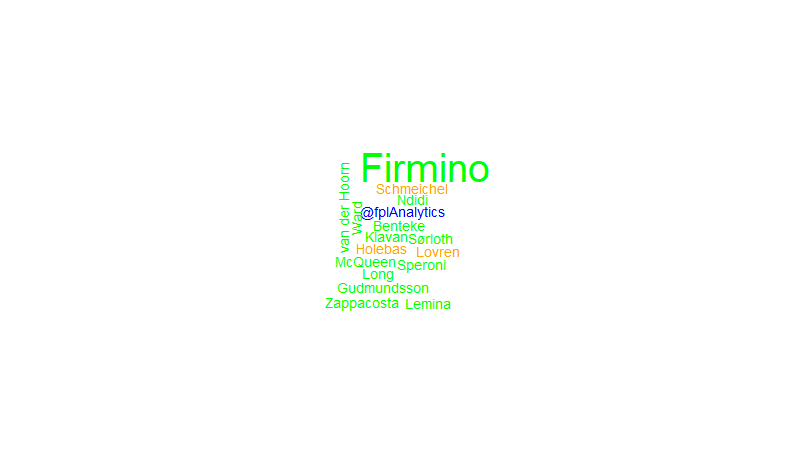 Firmino
Schmeichel
van der Hoorn
Ndidi
Ward
@fplAnalytics
Benteke
Klavan
Sørloth
Holebas
Lovren
McQueen
Speroni
Long
Gudmundsson
Zappacosta
Lemina